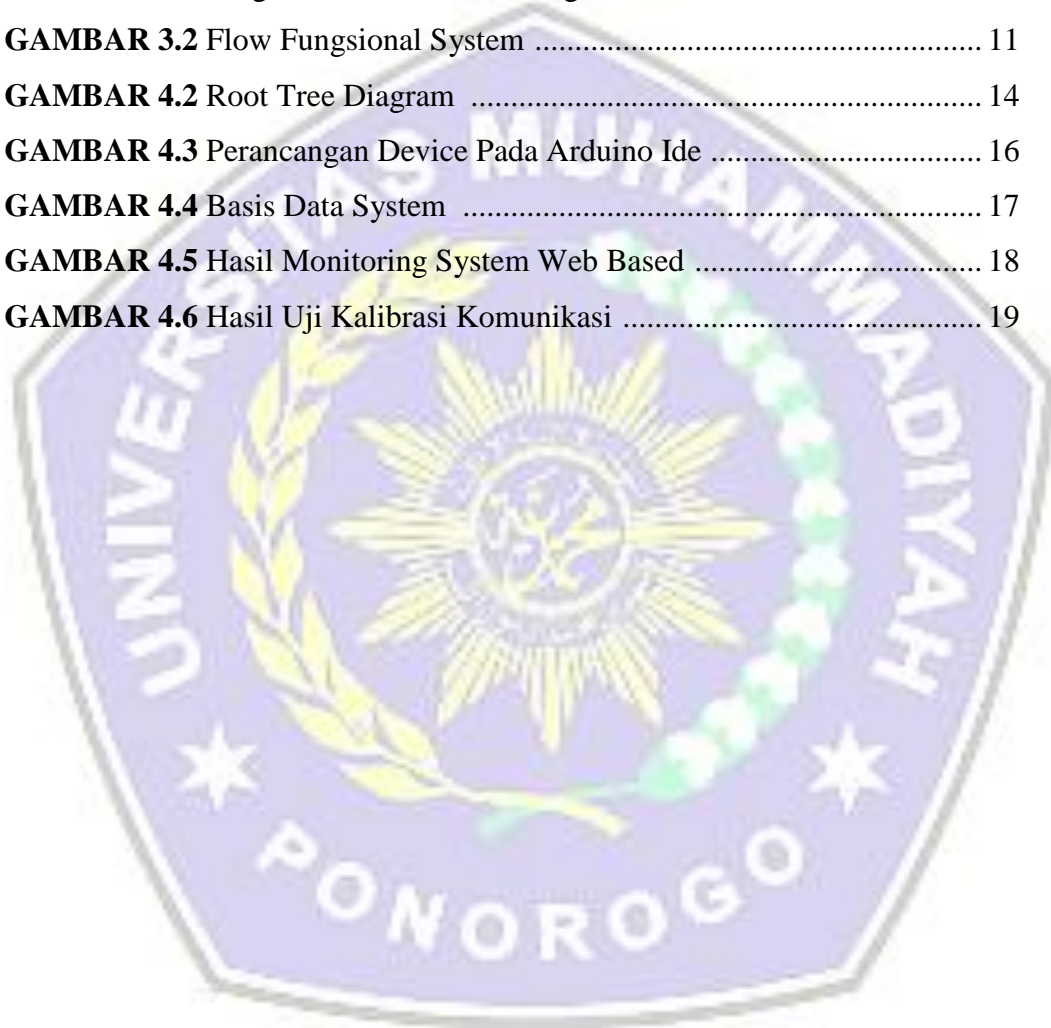 GAMBAR 3.2 Flow Fungsional System ......................................................... 11
GAMBAR 4.2 Root Tree Diagram ................................................................. 14
GAMBAR 4.3 Perancangan Device Pada Arduino Ide .................................. 16
GAMBAR 4.4 Basis Data System .................................................................. 17
GAMBAR 4.5 Hasil Monitoring System Web Based .................................... 18
GAMBAR 4.6 Hasil Uji Kalibrasi Komunikasi ............................................. 19
UNIVERSITAS MUHAMMADIYAH
PONOROGO